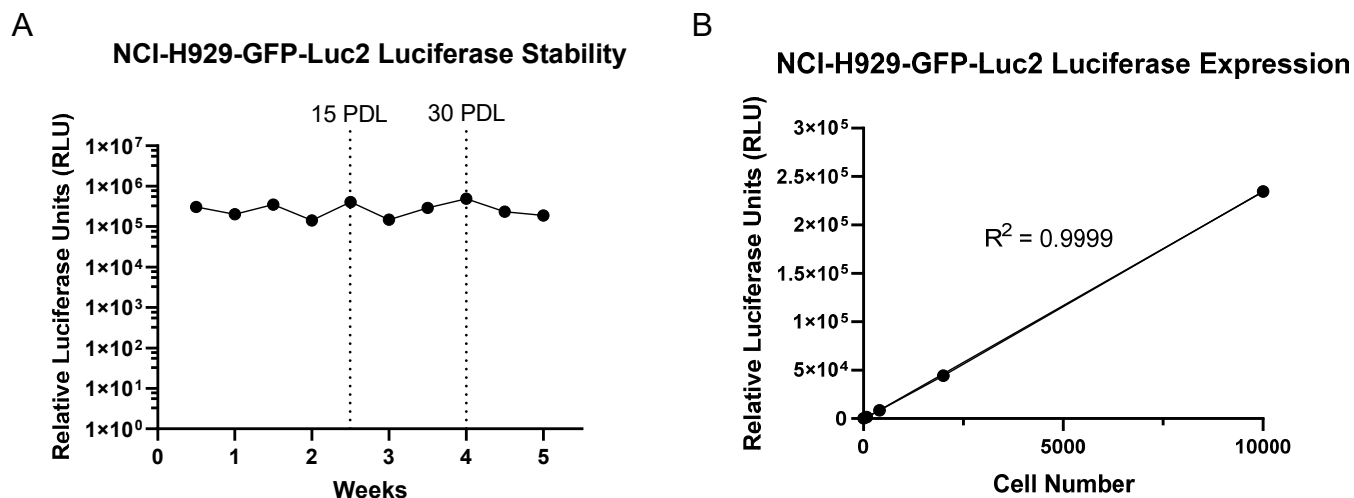 A
NCI-H929-GFP-Luc2 Luciferase Stability
15 PDL 30 PDL
Relative Luciferase Units (RLU)
1×10⁷
1×10⁶
1×10⁵
1×10⁴
1×10³
1×10²
1×10¹
1×10⁰
0 1 2 3 4 5
Weeks
B
NCI-H929-GFP-Luc2 Luciferase Expression
Relative Luciferase Units (RLU)
3×10⁵
2.5×10⁵
2×10⁵
1.5×10⁵
1×10⁵
5×10⁴
0
R² = 0.9999
0 5000 10000
Cell Number